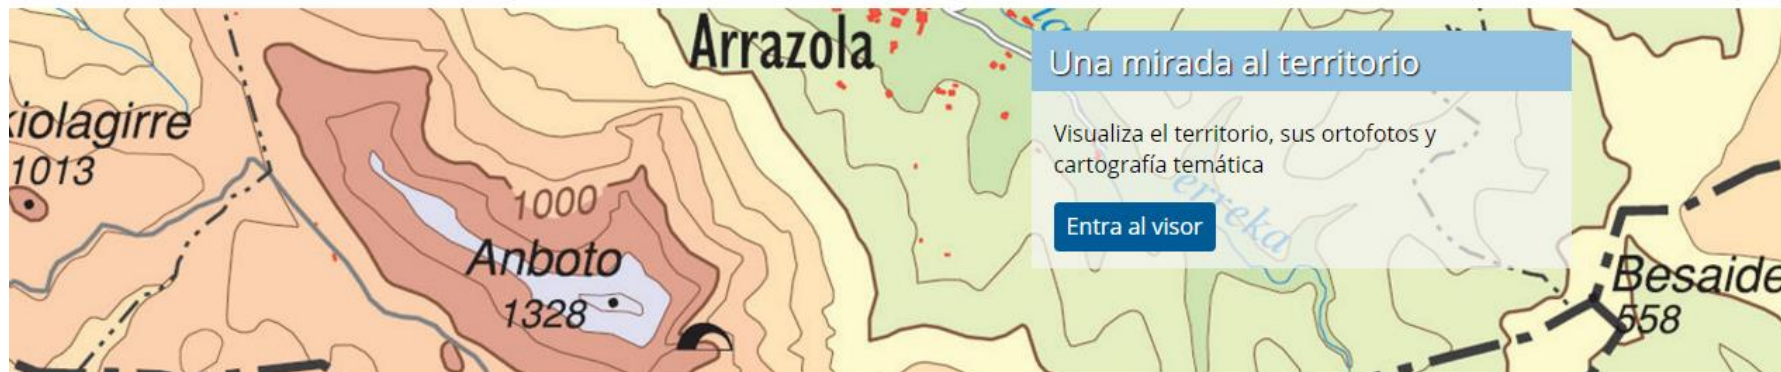 Arrazola
Una mirada al territorio
Visualiza el territorio, sus ortofotos y
cartografía temática
Entra al visor
1013
1000
erreka
Anboto
1328
Besaide
558